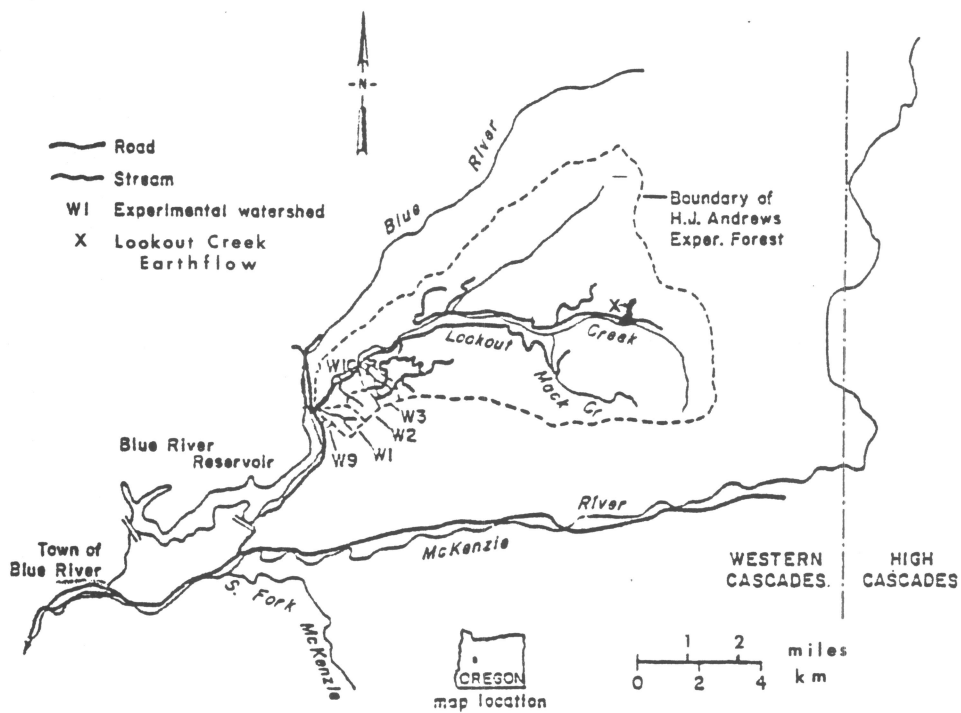 -N-
Road
Stream
W1 Experimental watershed
X Lookout Creek
Earthflow
Blue River
Boundary of
H.J. Andrews
Exper. Forest
X
Lookout Creek
Mack Cr
W10
W3
W2
W1
W9
Blue River
Reservoir
River
McKenzie
Town of
Blue River
S. Fork
McKenzie
WESTERN
CASCADES.
HIGH
CASCADES
OREGON
map location
1 2 miles
0 2 4 km